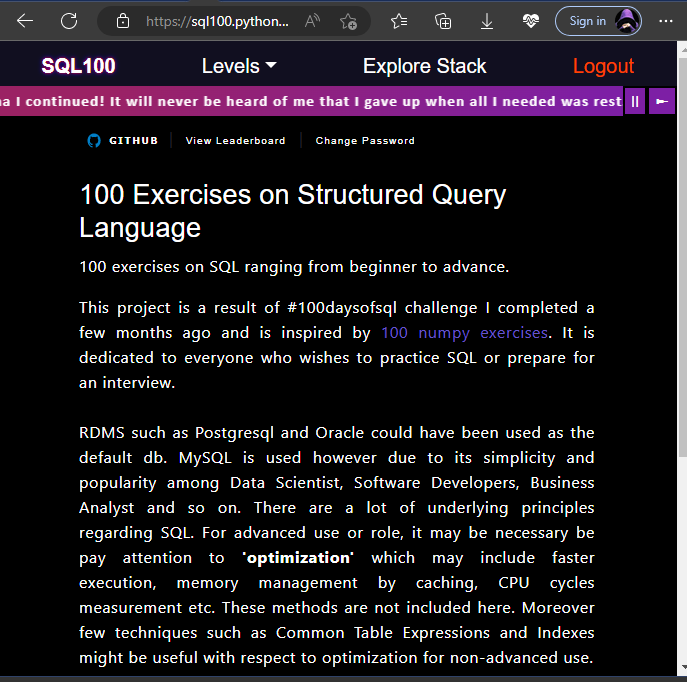 https://sql100.python...
Sign in
SQL100
Levels
Explore Stack
Logout
a I continued! It will never be heard of me that I gave up when all I needed was rest
GITHUB
View Leaderboard
Change Password
100 Exercises on Structured Query
Language
100 exercises on SQL ranging from beginner to advance.
This project is a result of #100daysofsql challenge I completed a
few months ago and is inspired by 100 numpy exercises. It is
dedicated to everyone who wishes to practice SQL or prepare for
an interview.
RDMS such as Postgresql and Oracle could have been used as the
default db. MySQL is used however due to its simplicity and
popularity among Data Scientist, Software Developers, Business
Analyst and so on. There are a lot of underlying principles
regarding SQL. For advanced use or role, it may be necessary be
pay attention to 'optimization' which may include faster
execution, memory management by caching, CPU cycles
measurement etc. These methods are not included here. Moreover
few techniques such as Common Table Expressions and Indexes
might be useful with respect to optimization for non-advanced use.